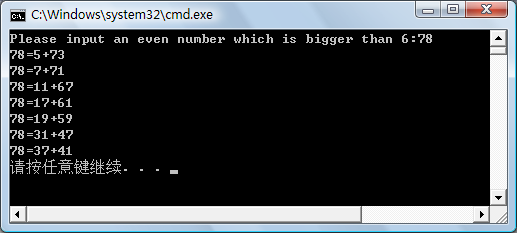 C:\Windows\system32\cmd.exe
Please input an even number which is bigger than 6:78
78=5+73
78=7+71
78=11+67
78=17+61
78=19+59
78=31+47
78=37+41
请按任意键继续. . .